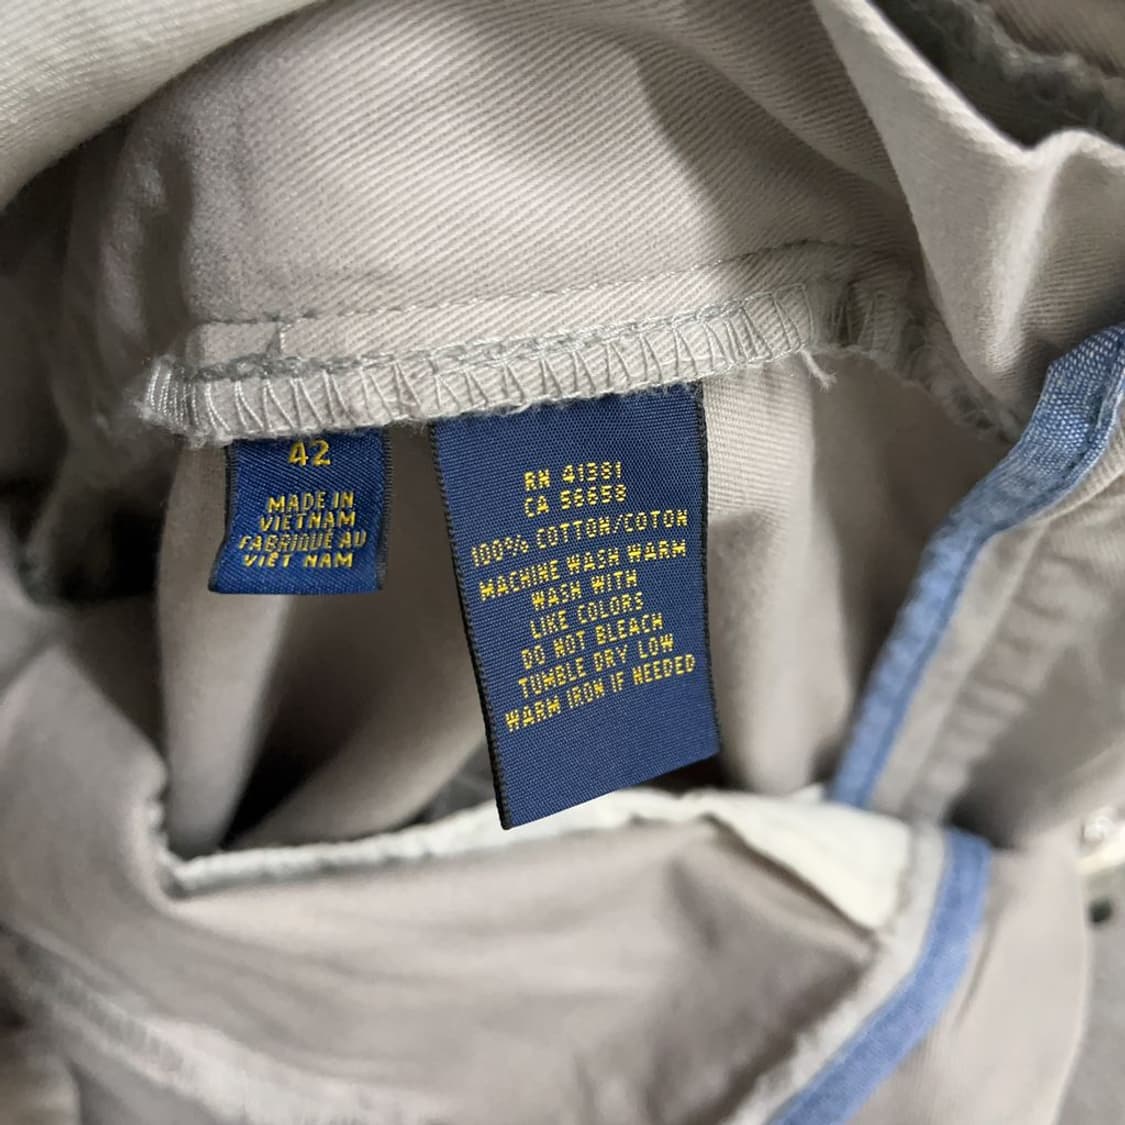 42
MADE IN
VIETNAM
FABRIQUÉ AU
VIÊT NAM
RN 41381
CA 56658
100% COTTON/COTON
MACHINE WASH WARM
WASH WITH
LIKE COLORS
DO NOT BLEACH
TUMBLE DRY LOW
WARM IRON IF NEEDED